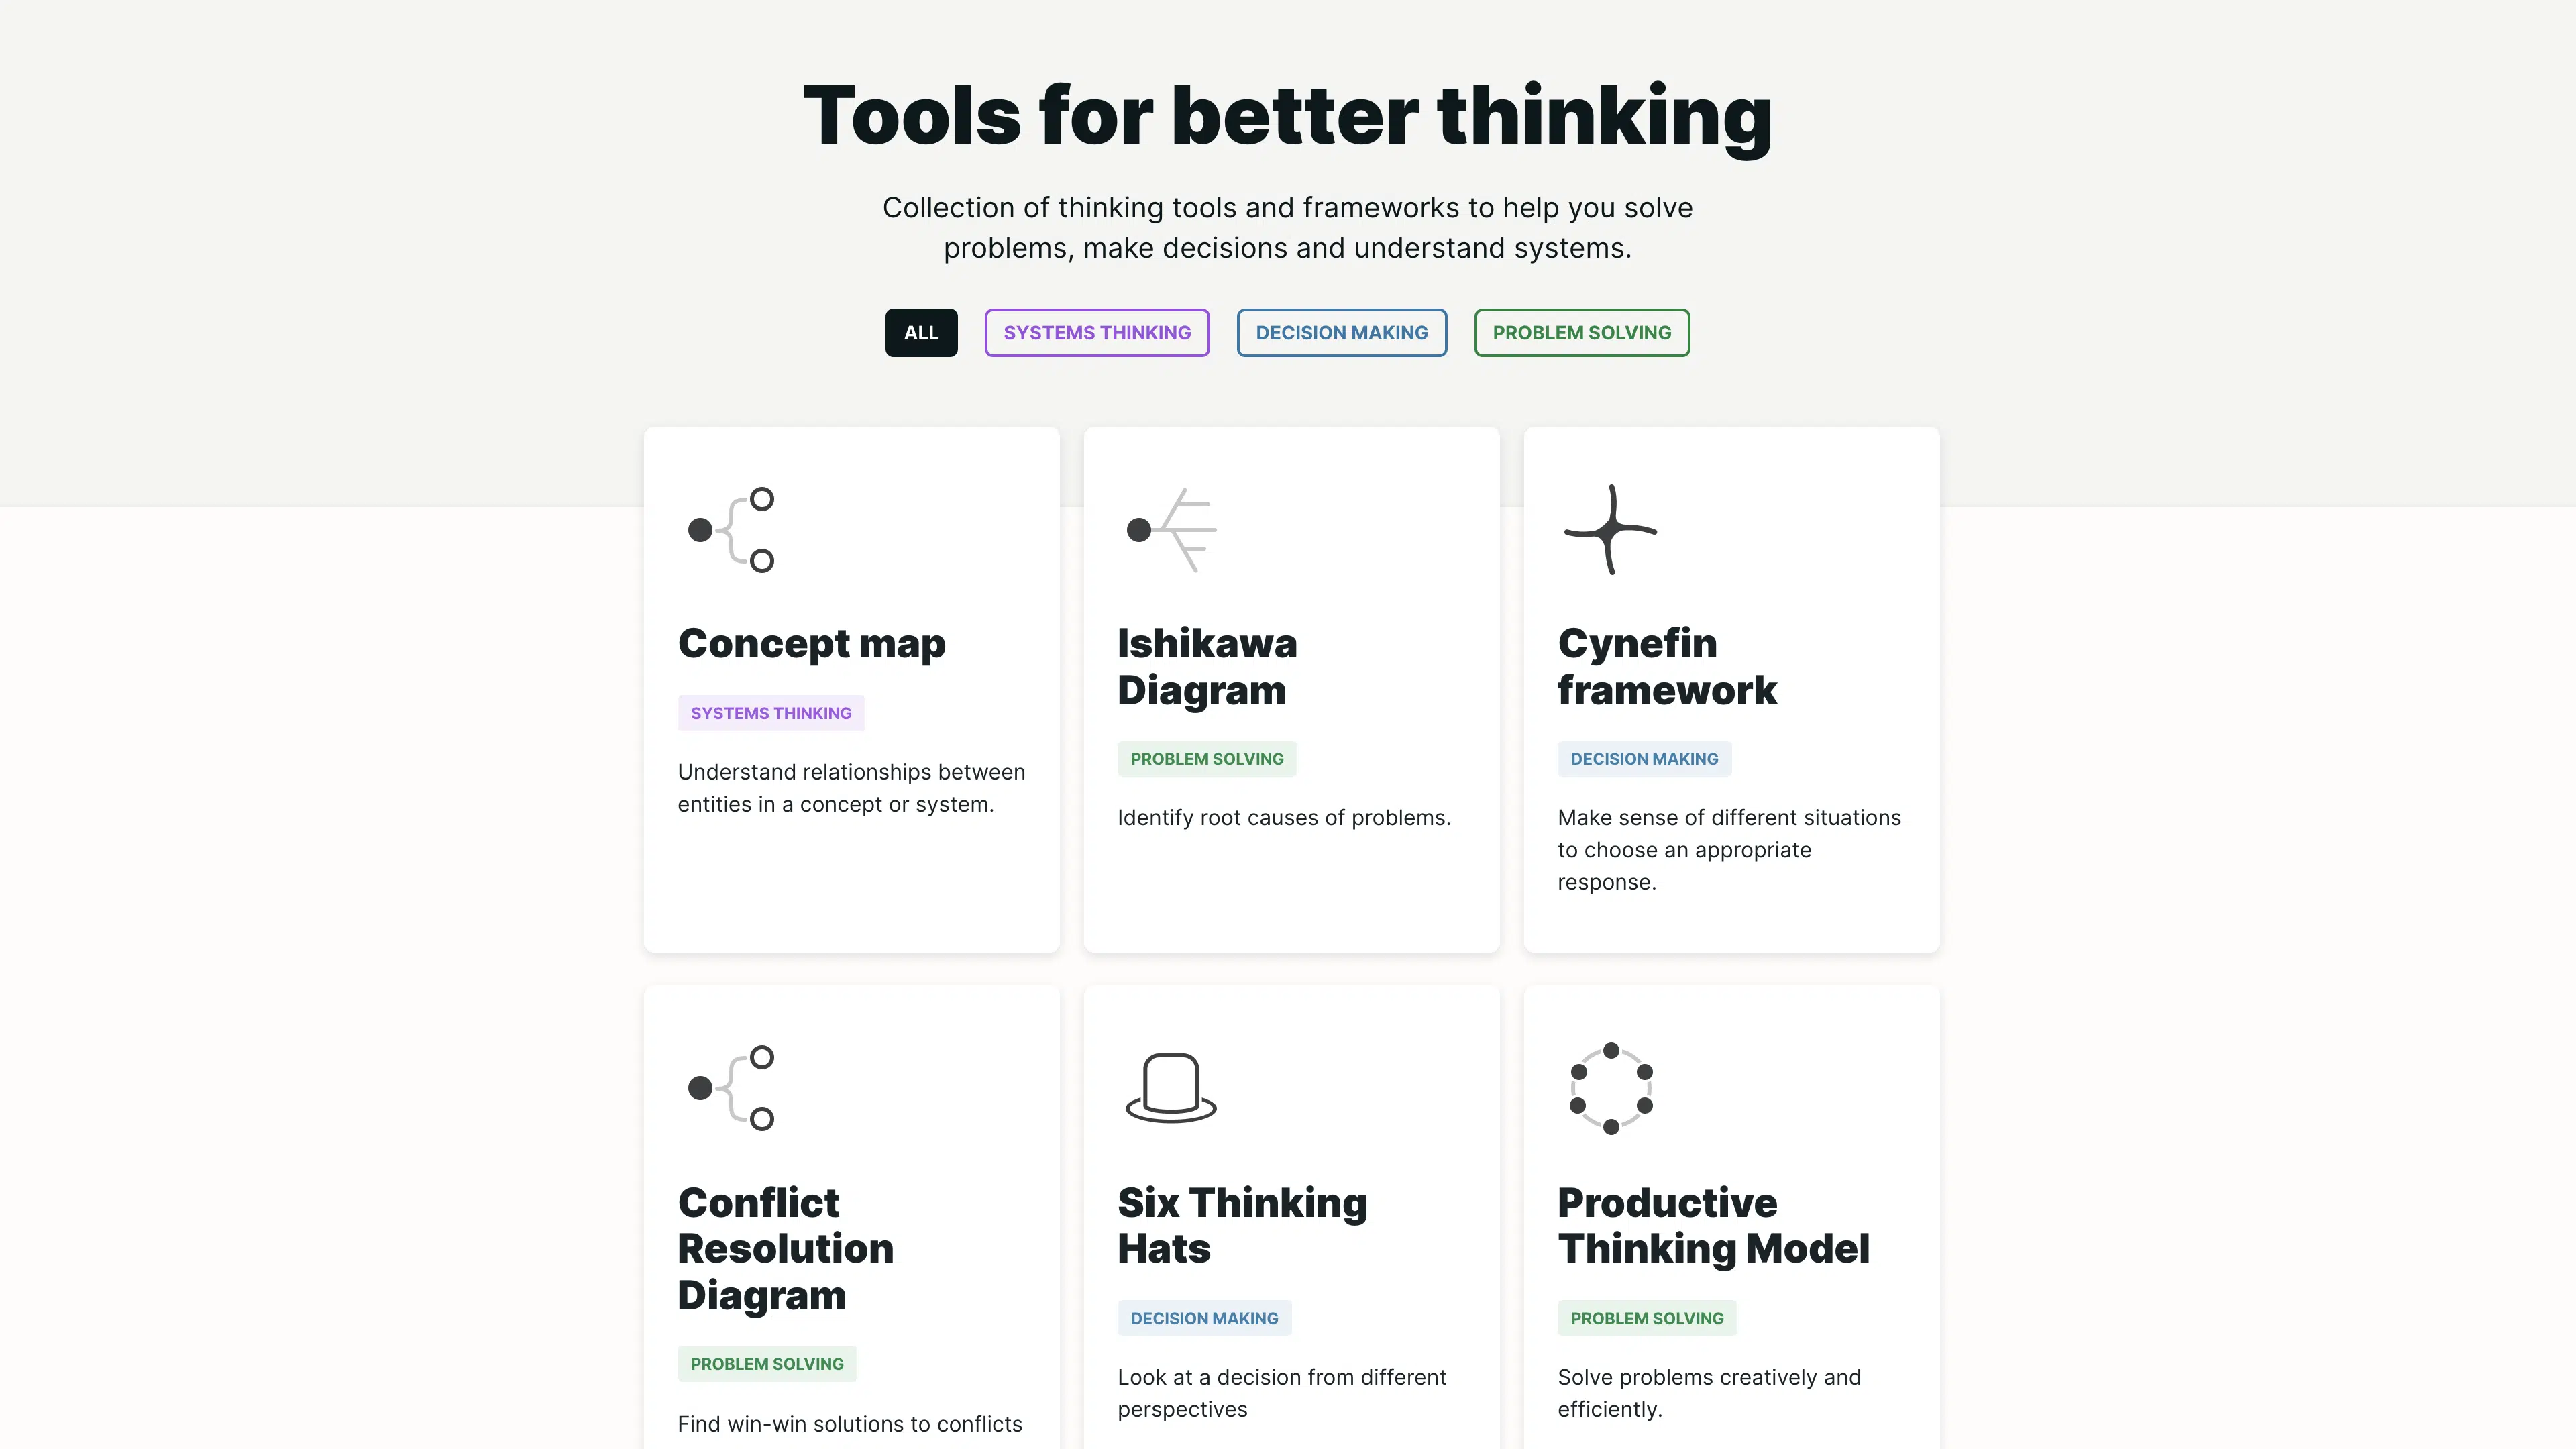 Tools for better thinking
Collection of thinking tools and frameworks to help you solve
problems, make decisions and understand systems.
ALL
SYSTEMS THINKING
DECISION MAKING
PROBLEM SOLVING
Concept map
SYSTEMS THINKING
Understand relationships between
entities in a concept or system.
Ishikawa
Diagram
PROBLEM SOLVING
Identify root causes of problems.
Cynefin
framework
DECISION MAKING
Make sense of different situations
to choose an appropriate
response.
Conflict
Resolution
Diagram
PROBLEM SOLVING
Find win-win solutions to conflicts
Six Thinking
Hats
DECISION MAKING
Look at a decision from different
perspectives
Productive
Thinking Model
PROBLEM SOLVING
Solve problems creatively and
efficiently.